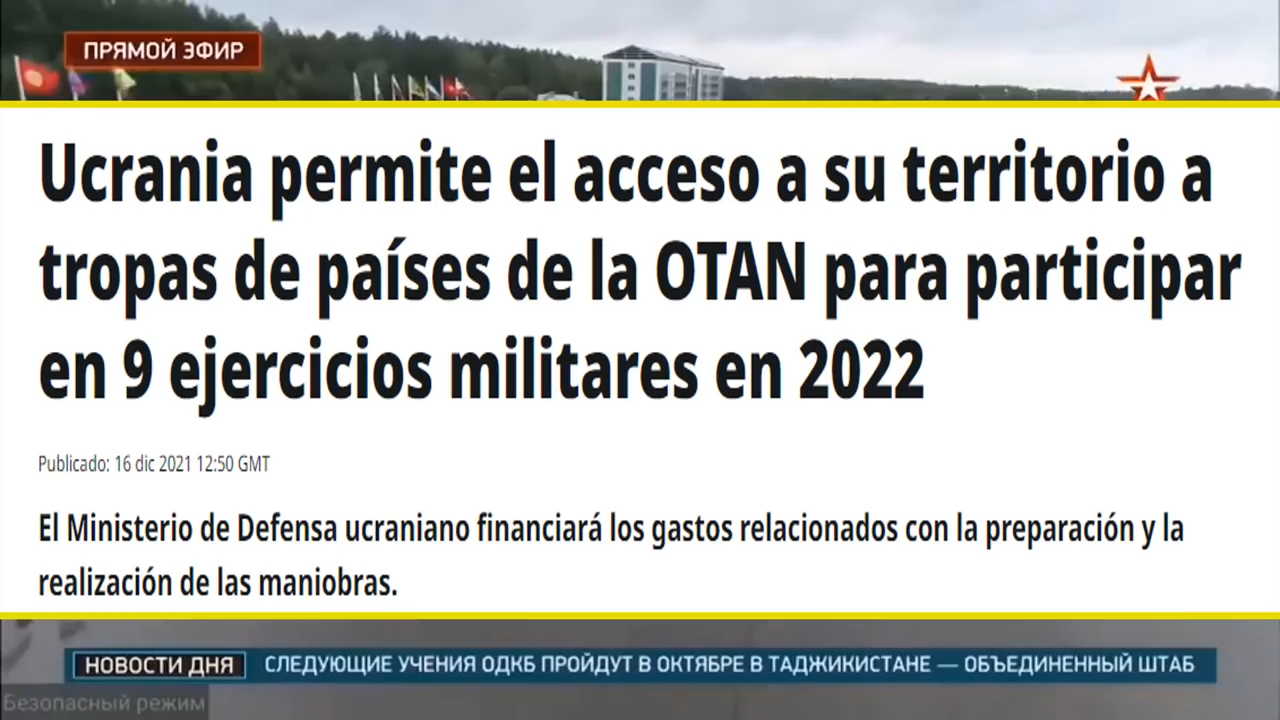 ПРЯМОЙ ЭФИР
Ucrania permite el acceso a su territorio a
tropas de países de la OTAN para participar
en 9 ejercicios militares en 2022
Publicado: 16 dic 2021 12:50 GMT
El Ministerio de Defensa ucraniano financiará los gastos relacionados con la preparación y la
realización de las maniobras.
НОВОСТИ ДНЯ СЛЕДУЮЩИЕ УЧЕНИЯ ОДКБ ПРОЙДУТ В ОКТЯБРЕ В ТАДЖИКИСТАНЕ — ОБЪЕДИНЕННЫЙ ШТАБ
Безопасный режим